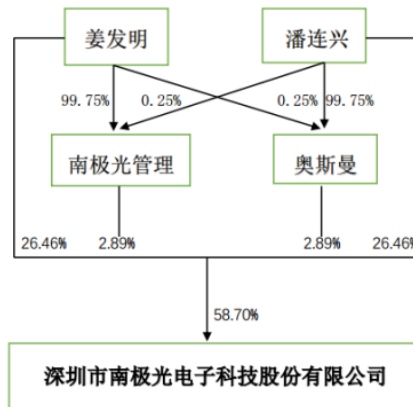 姜发明 潘连兴
99.75% 0.25% 0.25% 99.75%
南极光管理 奥斯曼
26.46% 2.89% 2.89% 26.46%
58.70%
深圳市南极光电子科技股份有限公司